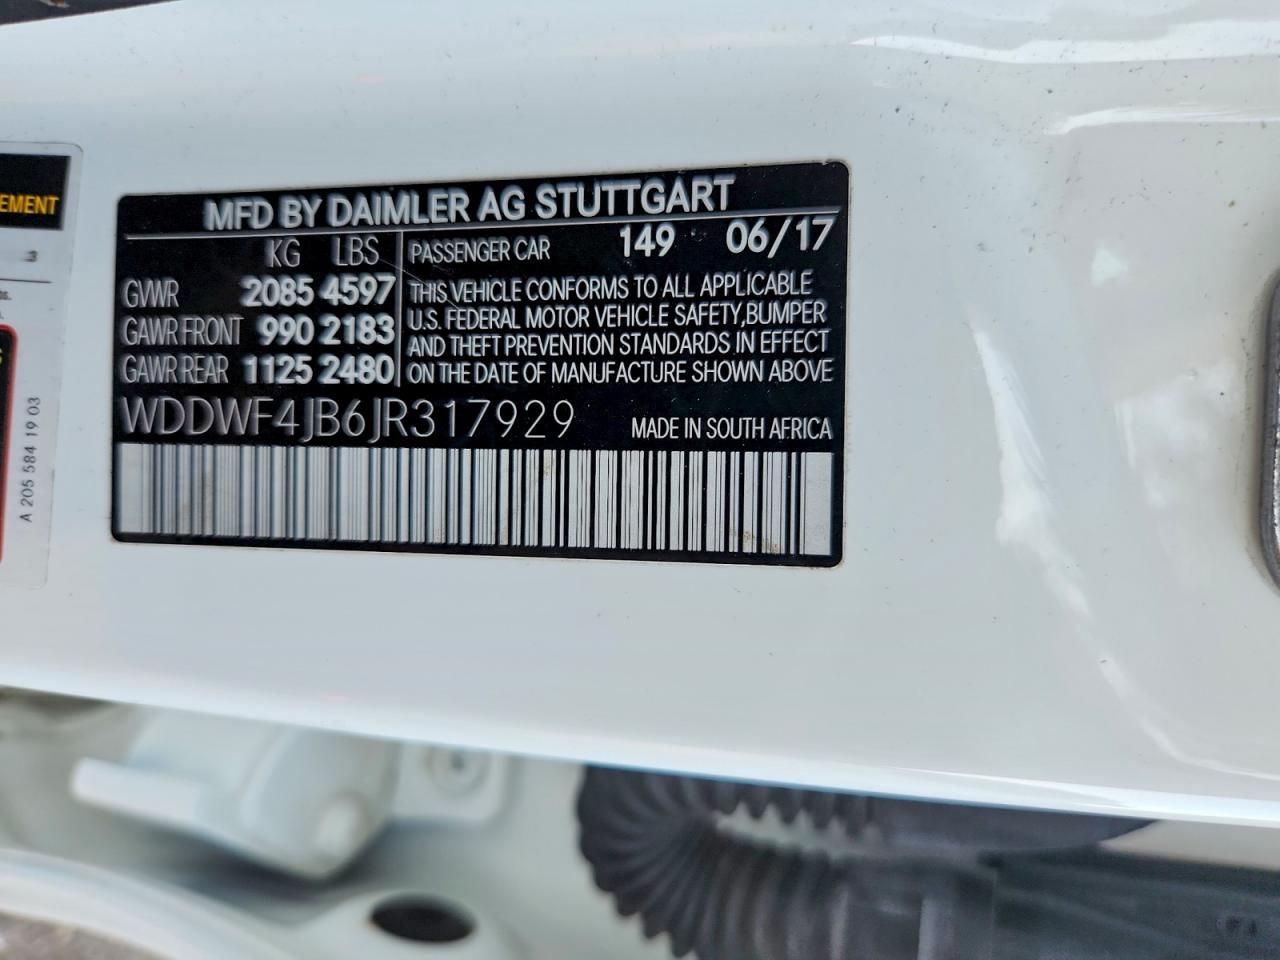 EMENT
3
A 205 584 19 03
MFD BY DAIMLER AG STUTTGART
KG LBS
GVWR 2085 4597
GAWR FRONT 990 2183
GAWR REAR 1125 2480
PASSENGER CAR 149 06/17
THIS VEHICLE CONFORMS TO ALL APPLICABLE
U.S. FEDERAL MOTOR VEHICLE SAFETY,BUMPER
AND THEFT PREVENTION STANDARDS IN EFFECT
ON THE DATE OF MANUFACTURE SHOWN ABOVE
WDDWF4JB6JR317929 MADE IN SOUTH AFRICA